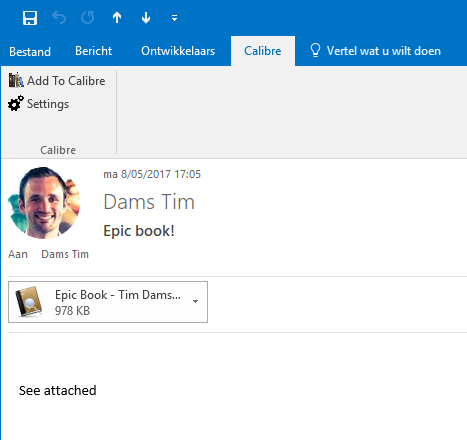 Bestand Bericht Ontwikkelaars Calibre Vertel wat u wilt doen
Add To Calibre
Settings
Calibre
ma 8/05/2017 17:05
Dams Tim
Epic book!
Aan Dams Tim
Epic Book - Tim Dams...
978 KB
See attached